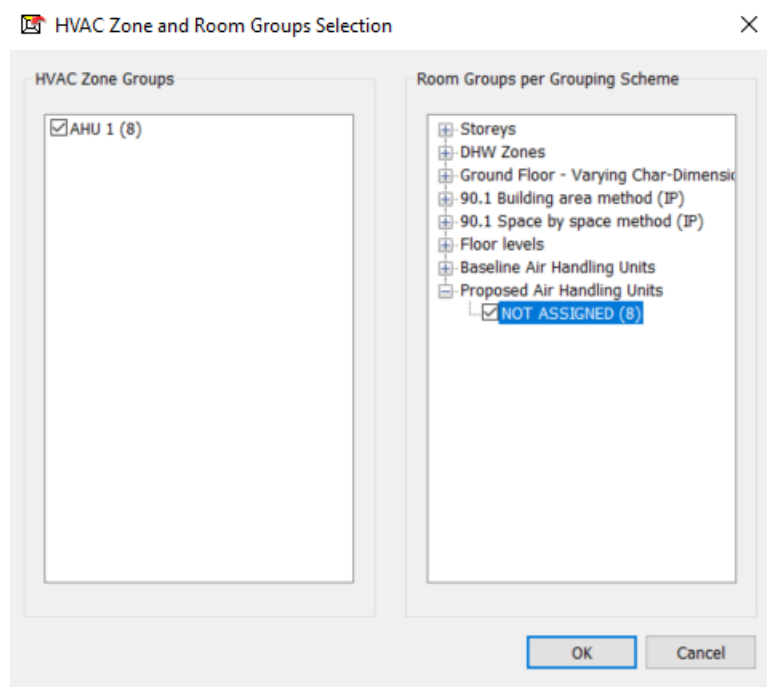 HVAC Zone and Room Groups Selection
HVAC Zone Groups
AHU 1 (8)
Room Groups per Grouping Scheme
Storeys
DHW Zones
Ground Floor - Varying Char-Dimensic
90.1 Building area method (IP)
90.1 Space by space method (IP)
Floor levels
Baseline Air Handling Units
Proposed Air Handling Units
NOT ASSIGNED (8)
OK
Cancel